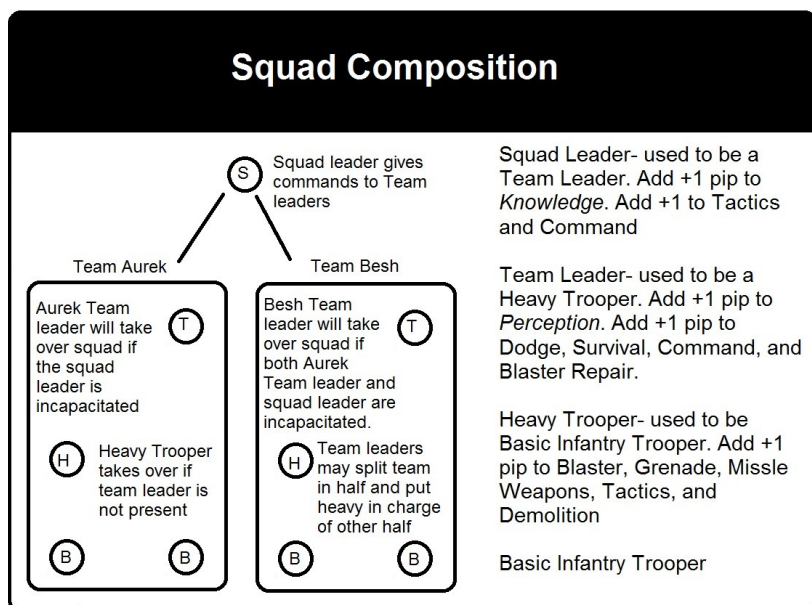 Squad Composition
S
Squad leader gives
commands to Team
leaders
Team Aurek
Aurek Team
leader will take
over squad if
the squad
leader is
incapacitated
T
H
Heavy Trooper
takes over if
team leader is
not present
B
B
Team Besh
Besh Team
leader will take
over squad if
both Aurek
Team leader and
squad leader are
incapacitated.
T
H
Team leaders
may split team
in half and put
heavy in charge
of other half
B
B
Squad Leader- used to be a
Team Leader. Add +1 pip to
Knowledge. Add +1 to Tactics
and Command
Team Leader- used to be a
Heavy Trooper. Add +1 pip to
Perception. Add +1 pip to
Dodge, Survival, Command, and
Blaster Repair.
Heavy Trooper- used to be
Basic Infantry Trooper. Add +1
pip to Blaster, Grenade, Missle
Weapons, Tactics, and
Demolition
Basic Infantry Trooper